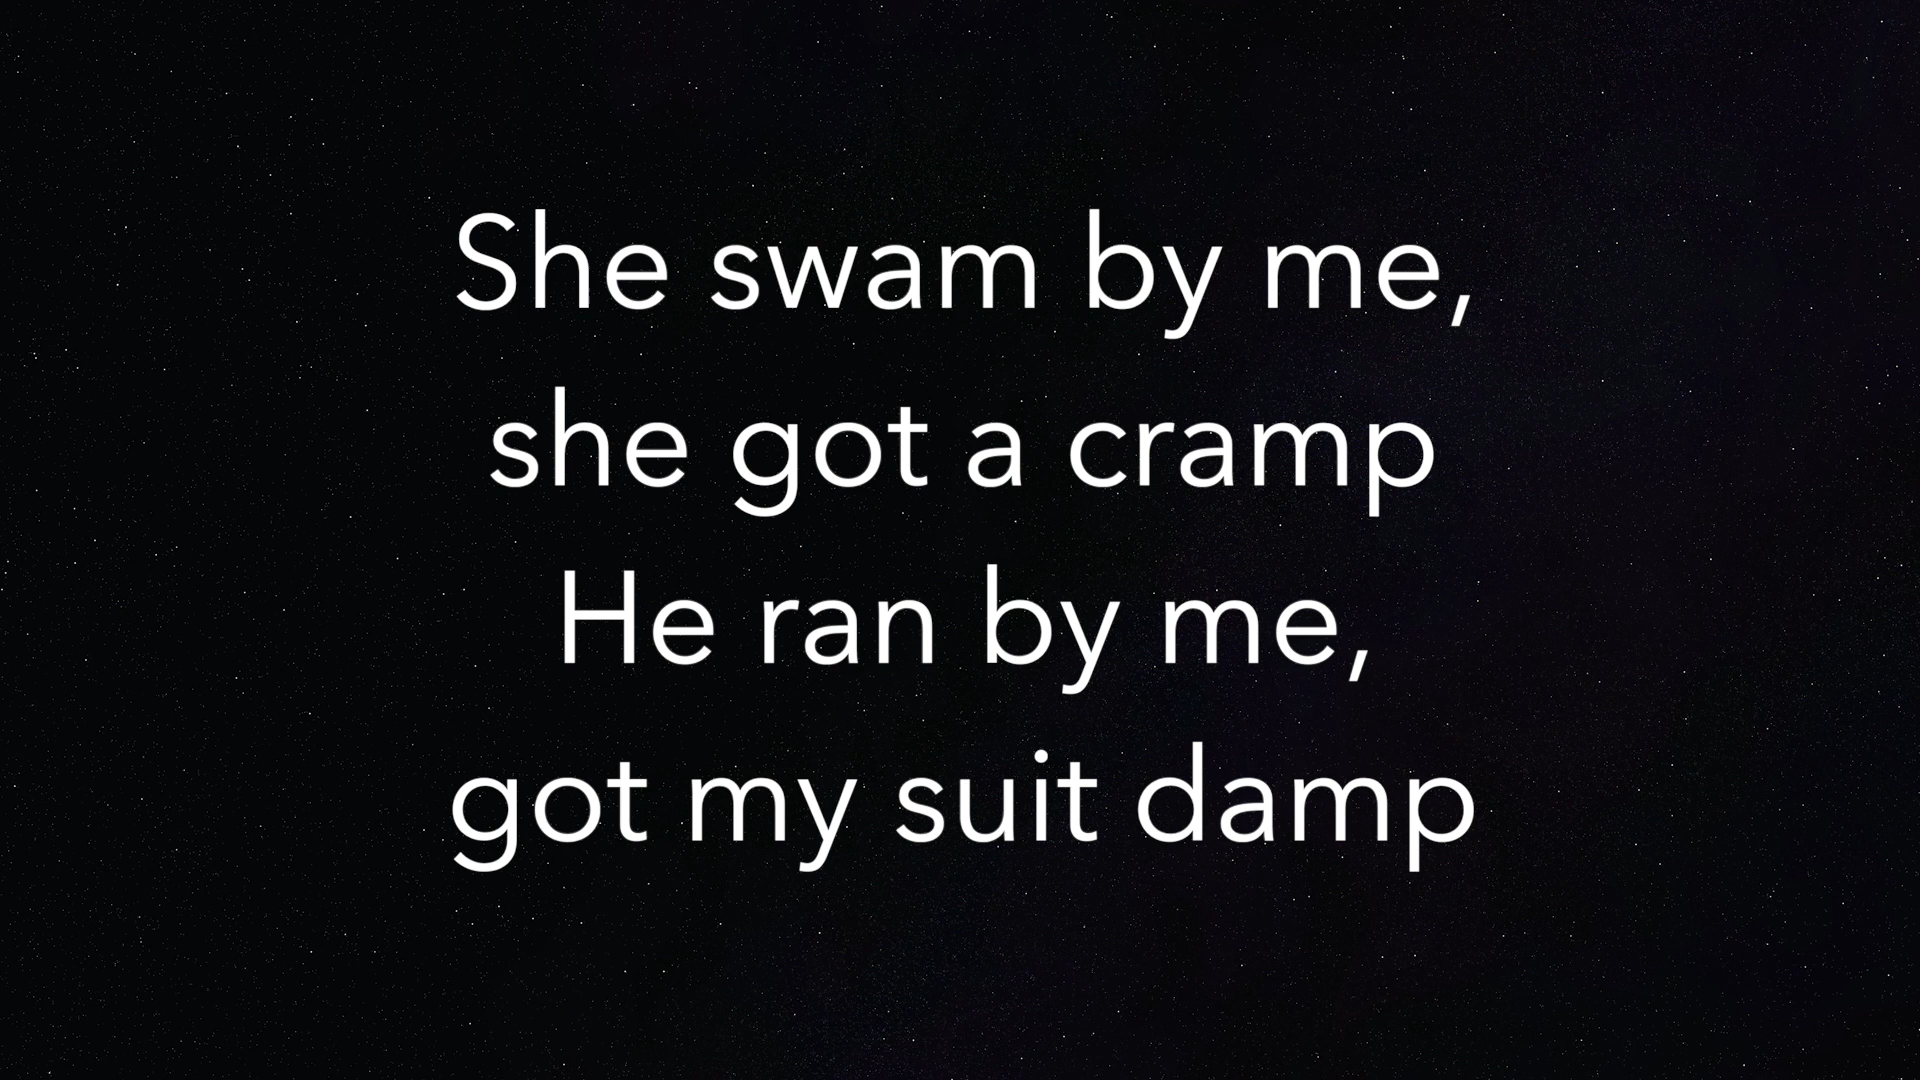 She swam by me,
she got a cramp
He ran by me,
got my suit damp